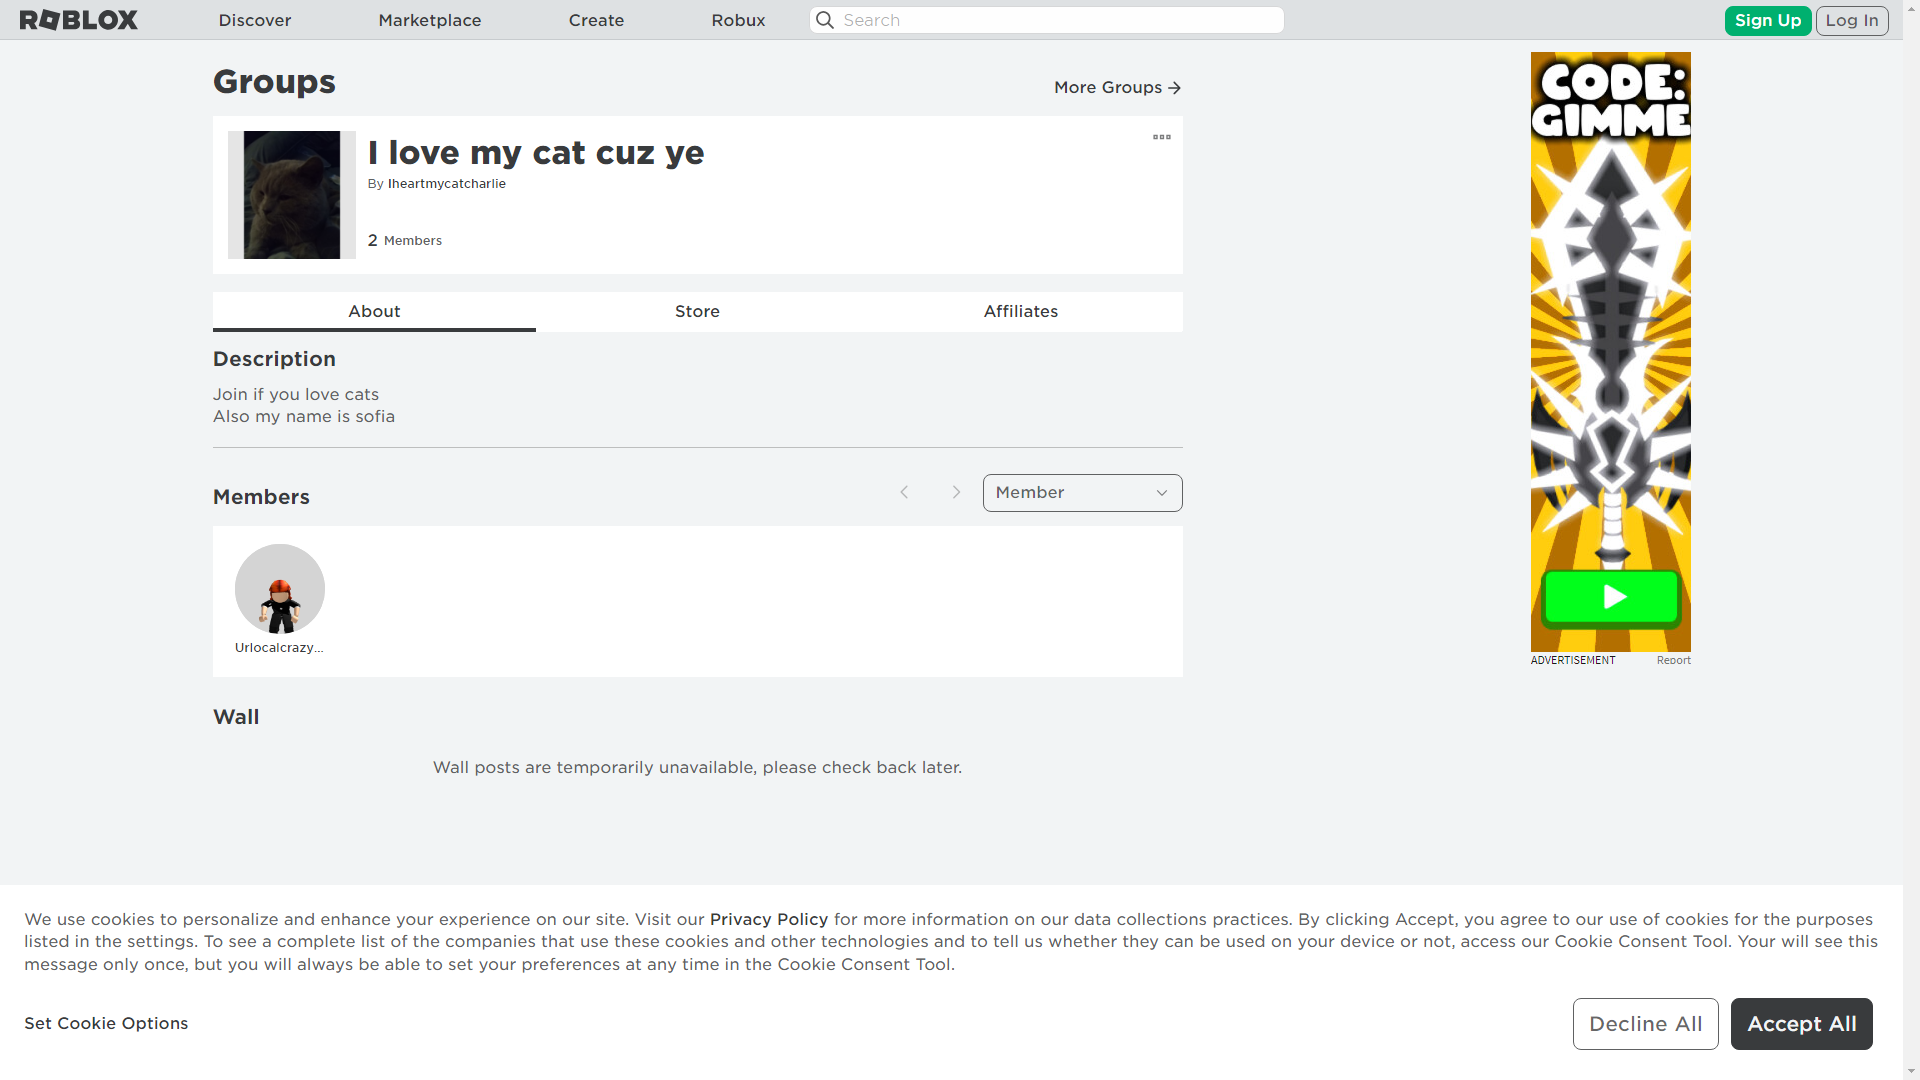 ROBLOX
Discover
Marketplace
Create
Robux
Search
Sign Up
Log In
Groups
More Groups
I love my cat cuz ye
By Iheartmycatcharlie
2 Members
About
Store
Affiliates
Description
Join if you love cats
Also my name is sofia
Members
Member
Urlocalcrazy...
Wall
Wall posts are temporarily unavailable, please check back later.
CODE:
GIMME
ADVERTISEMENT
Report
We use cookies to personalize and enhance your experience on our site. Visit our Privacy Policy for more information on our data collections practices. By clicking Accept, you agree to our use of cookies for the purposes
listed in the settings. To see a complete list of the companies that use these cookies and other technologies and to tell us whether they can be used on your device or not, access our Cookie Consent Tool. Your will see this
message only once, but you will always be able to set your preferences at any time in the Cookie Consent Tool.
Set Cookie Options
Decline All
Accept All